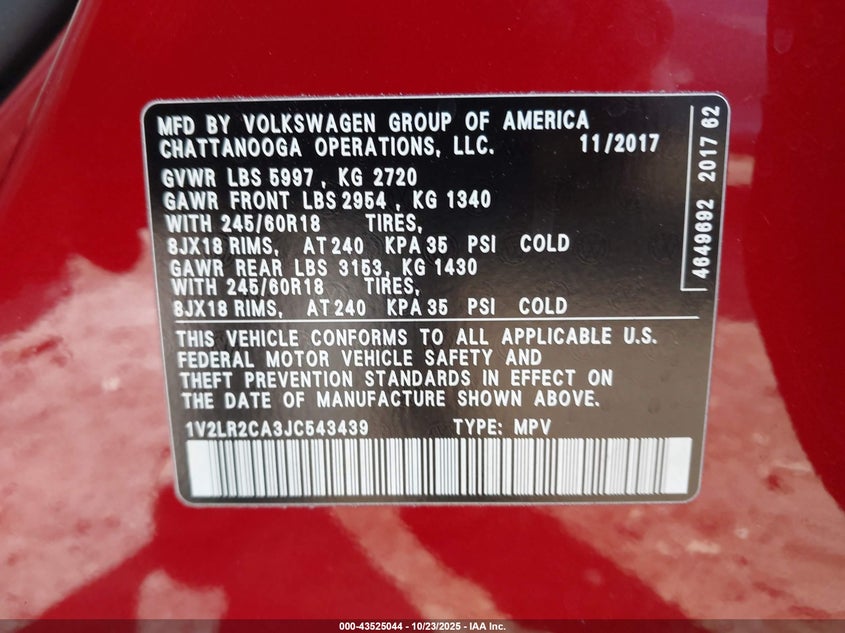 MFD BY VOLKSWAGEN GROUP OF AMERICA
CHATTANOOGA OPERATIONS, LLC. 11/2017
GVWR LBS 5997, KG 2720
GAWR FRONT LBS 2954, KG 1340
WITH 245/60R18 TIRES,
8JX18 RIMS, AT 240 KPA 35 PSI COLD
GAWR REAR LBS 3153, KG 1430
WITH 245/60R18 TIRES,
8JX18 RIMS, AT 240 KPA 35 PSI COLD
THIS VEHICLE CONFORMS TO ALL APPLICABLE U.S.
FEDERAL MOTOR VEHICLE SAFETY AND
THEFT PREVENTION STANDARDS IN EFFECT ON
THE DATE OF MANUFACTURE SHOWN ABOVE.
1V2LR2CA3JC543439 TYPE: MPV
4649692 2017 62
000-43525044 - 10/23/2025 - IAA Inc.